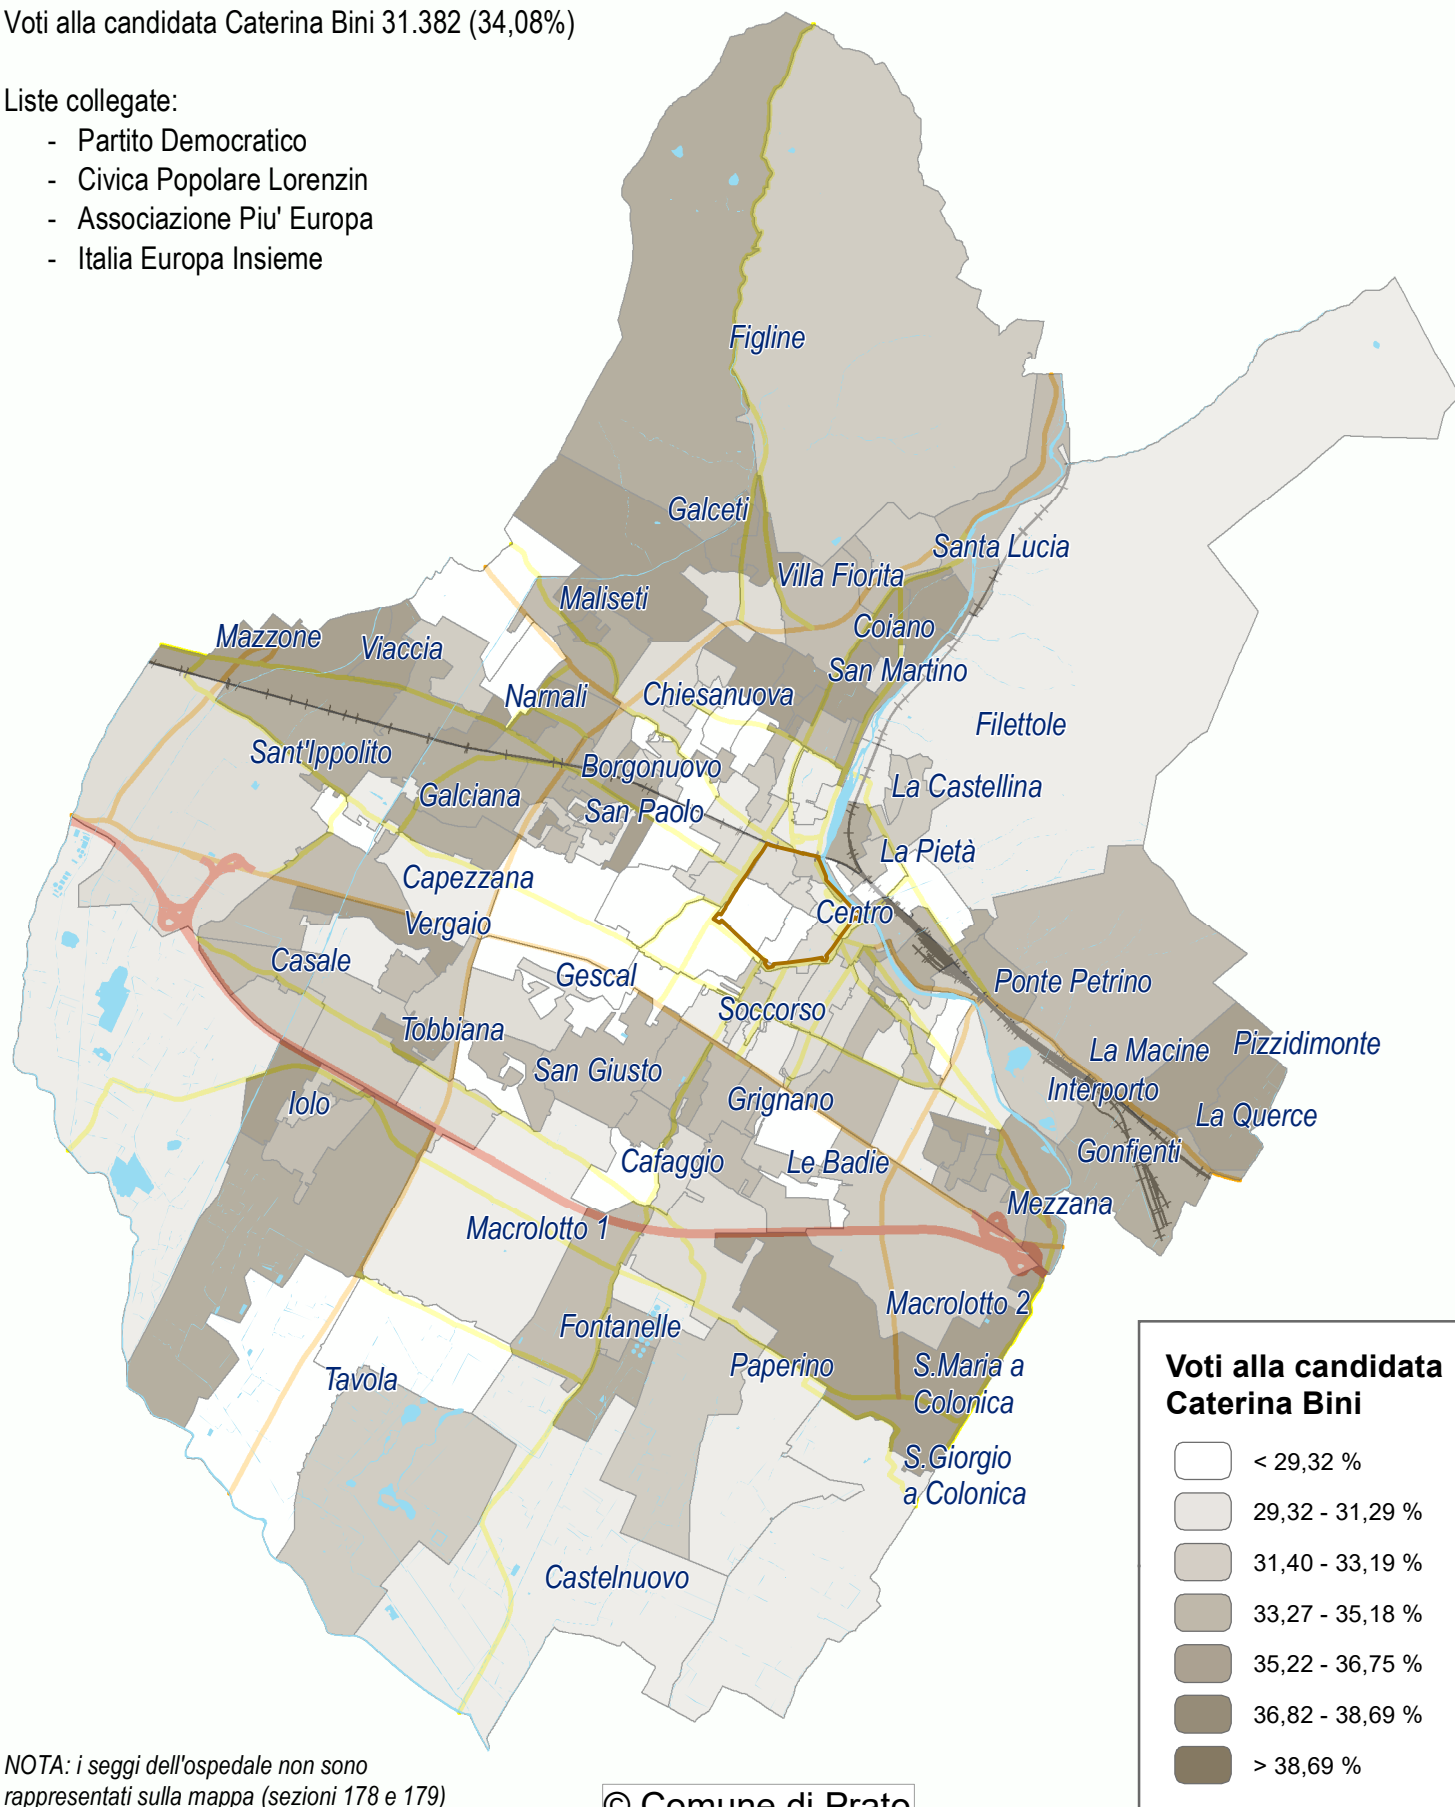 Voti alla candidata Caterina Bini 31.382 (34,08%)
Liste collegate:
- Partito Democratico
- Civica Popolare Lorenzin
- Associazione Piu' Europa
- Italia Europa Insieme
Figline
Galceti
Santa Lucia
Villa Fiorita
Maliseti
Coiano
Mazzone
Viaccia
San Martino
Narnali
Chiesanuova
Filettole
Sant'Ippolito
Borgonuovo
La Castellina
Galciana
San Paolo
La Pietà
Capezzana
Centro
Vergaio
Casale
Gescal
Ponte Petrino
Soccorso
Tobbiana
La Macine
Pizzidimonte
San Giusto
Interporto
Iolo
Grignano
La Querce
Gonfienti
Cafaggio
Le Badie
Mezzana
Macrolotto 1
Macrolotto 2
Fontanelle
Paperino
S.Maria a
Colonica
Tavola
S.Giorgio
a Colonica
Castelnuovo
Voti alla candidata
Caterina Bini
< 29,32 %
29,32 - 31,29 %
31,40 - 33,19 %
33,27 - 35,18 %
35,22 - 36,75 %
36,82 - 38,69 %
> 38,69 %
NOTA: i seggi dell'ospedale non sono
rappresentati sulla mappa (sezioni 178 e 179)
© Comune di Prato